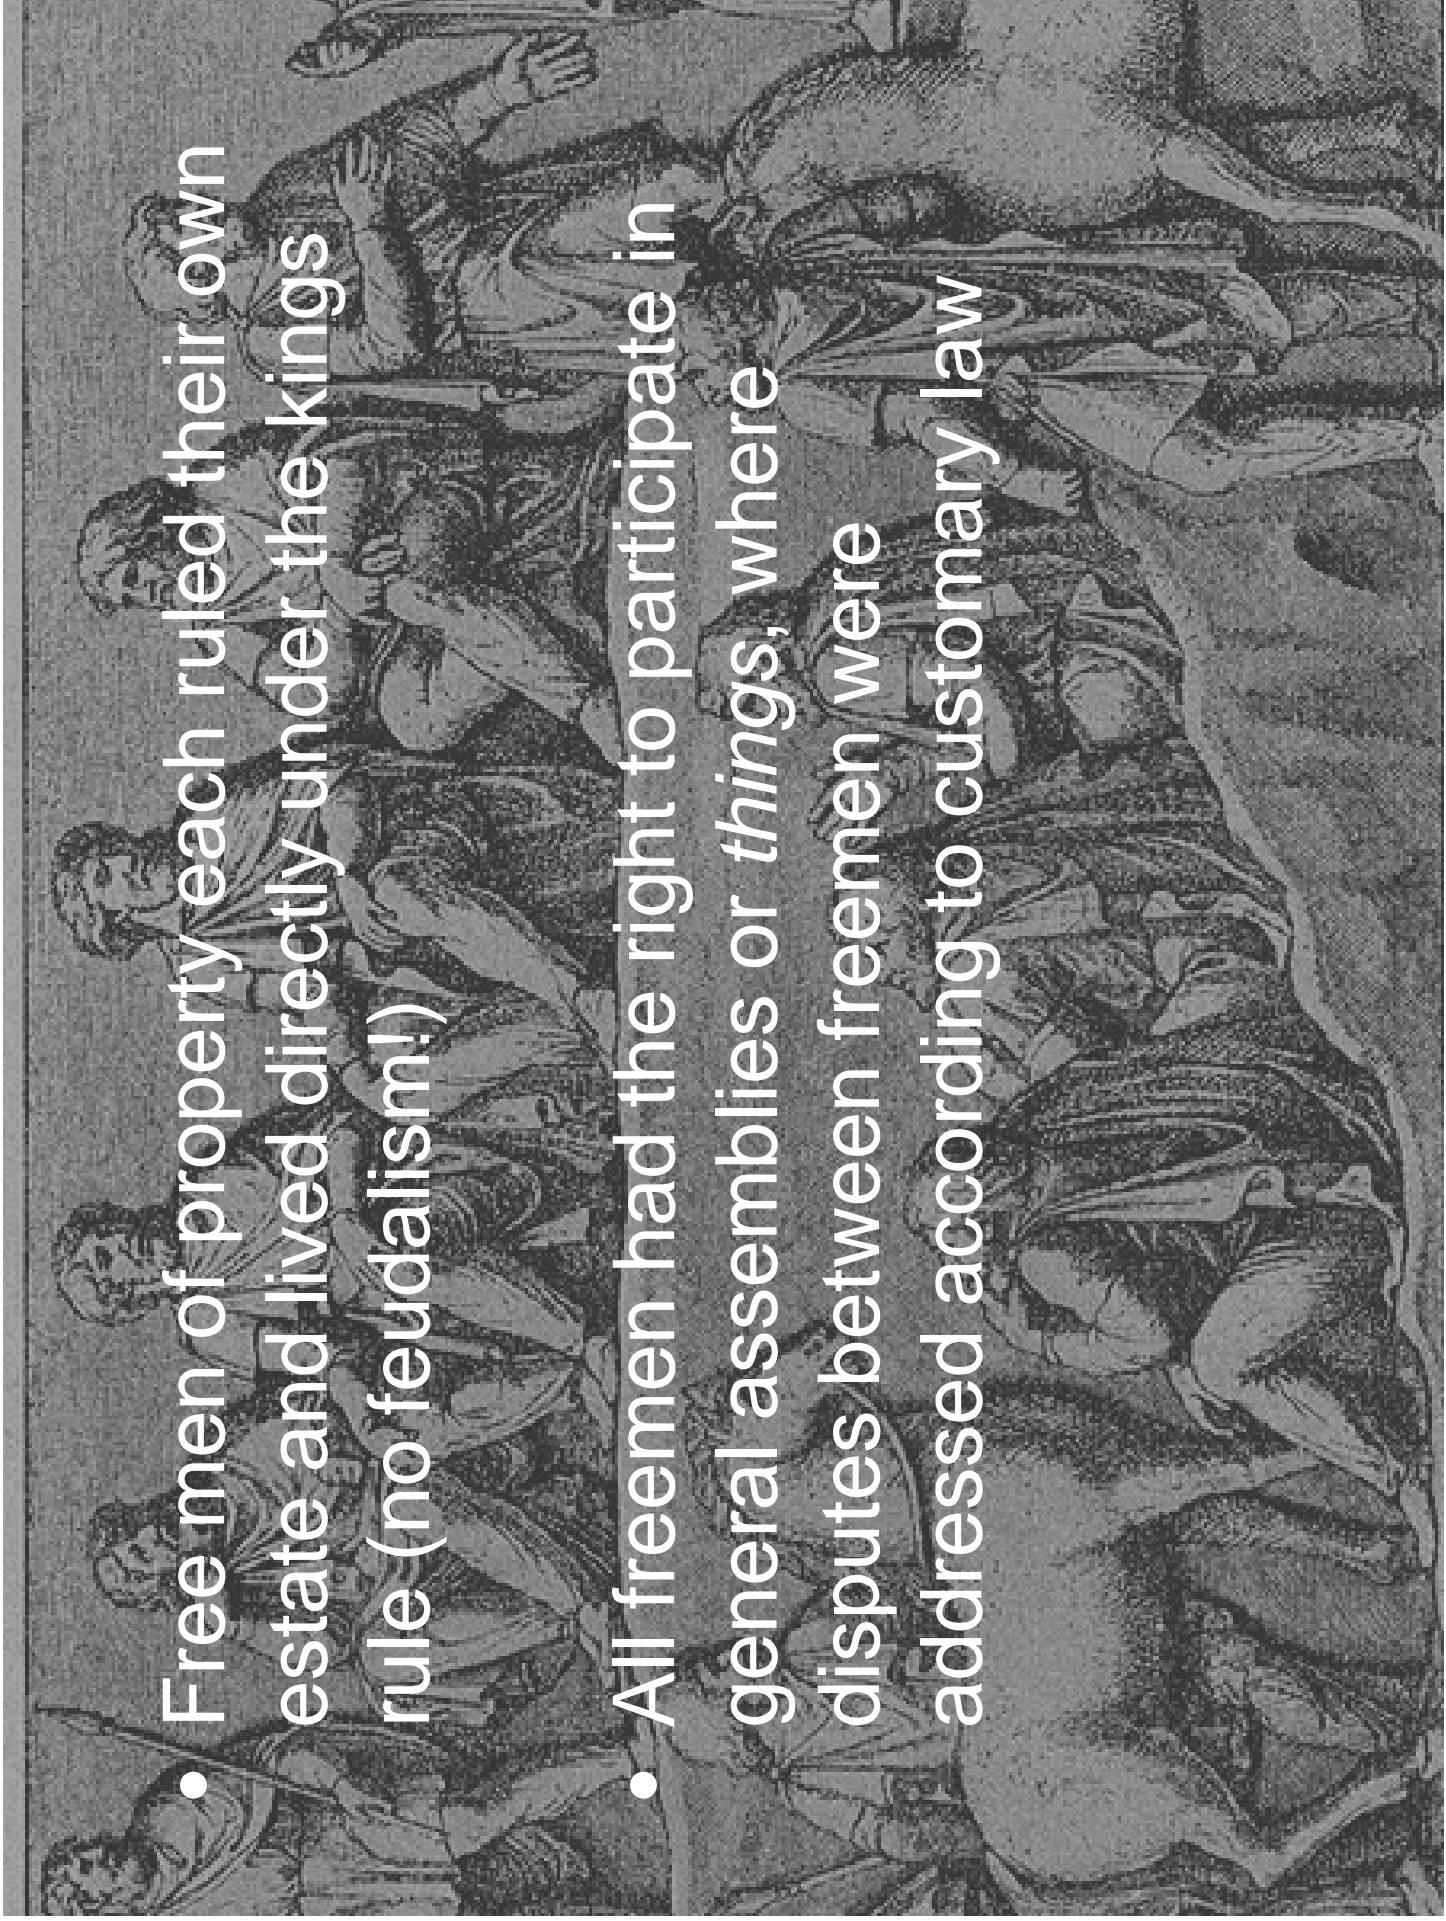 • Free men of property each ruled their own
estate and lived directly under the kings
rule (no feudalism!)
• All freemen had the right to participate in
general assemblies or things, where
disputes between freemen were
addressed according to customary law